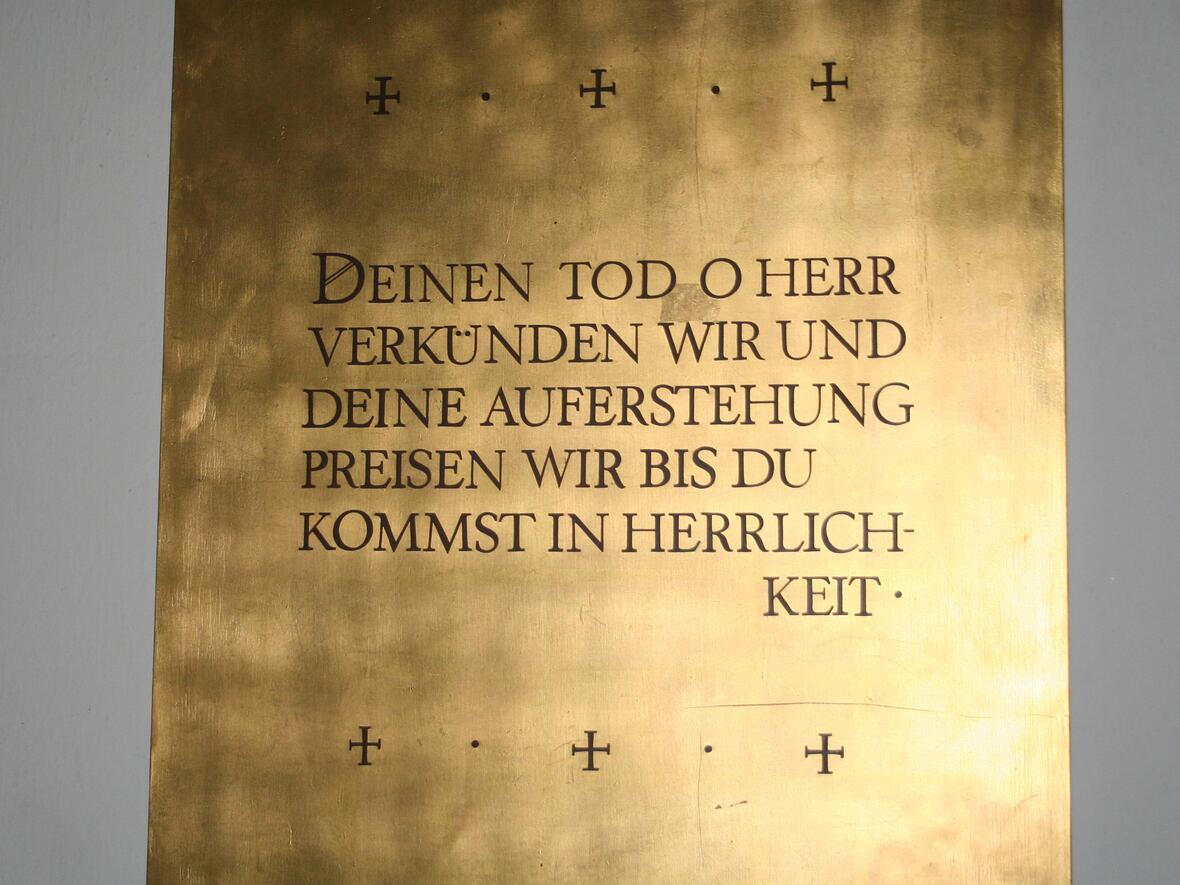 DEINEN TOD O HERR
VERKÜNDEN WIR UND
DEINE AUFERSTEHUNG
PREISEN WIR BIS DU
KOMMST IN HERRLICH-
KEIT ·